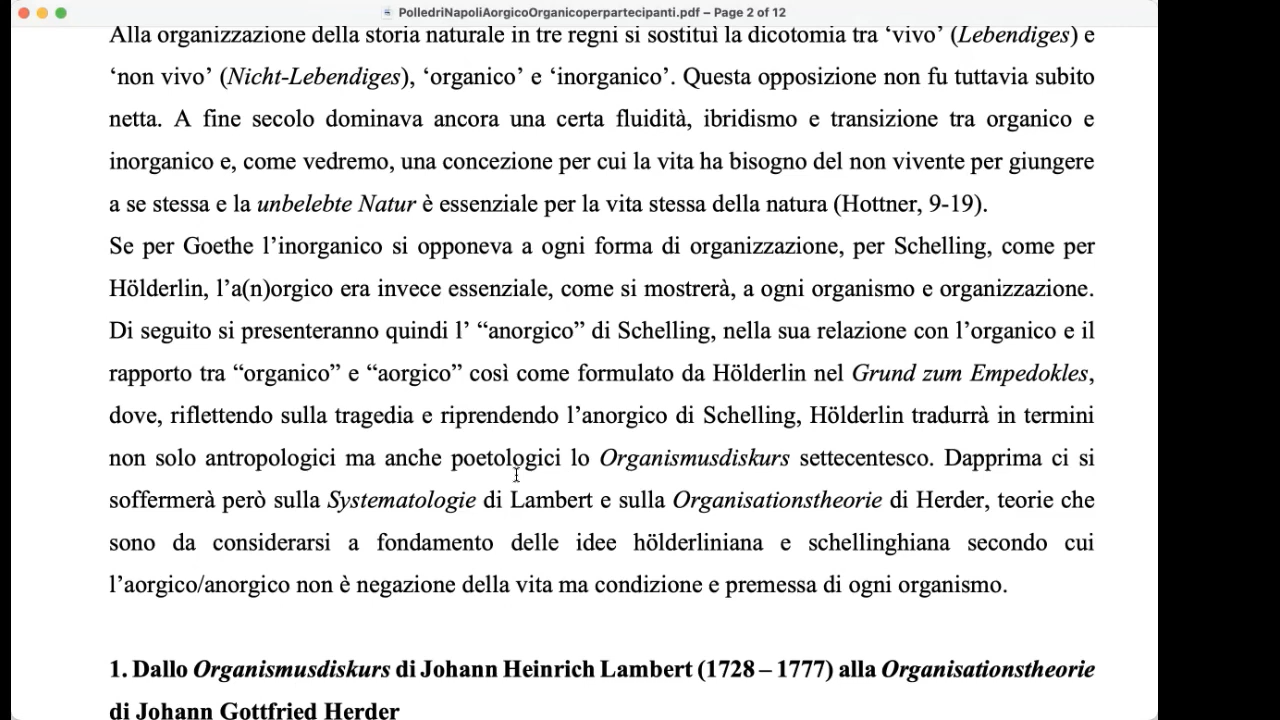 PolledriNapoliAorgicoOrganicoperpartecipanti.pdf – Page 2 of 12
Alla organizzazione della storia naturale in tre regni si sostituì la dicotomia tra ‘vivo’ (Lebendiges) e
‘non vivo’ (Nicht-Lebendiges), ‘organico’ e ‘inorganico’. Questa opposizione non fu tuttavia subito
netta. A fine secolo dominava ancora una certa fluidità, ibridismo e transizione tra organico e
inorganico e, come vedremo, una concezione per cui la vita ha bisogno del non vivente per giungere
a se stessa e la unbelebte Natur è essenziale per la vita stessa della natura (Hottner, 9-19).
Se per Goethe l’inorganico si opponeva a ogni forma di organizzazione, per Schelling, come per
Hölderlin, l’a(n)orgico era invece essenziale, come si mostrerà, a ogni organismo e organizzazione.
Di seguito si presenteranno quindi l’ “anorgico” di Schelling, nella sua relazione con l’organico e il
rapporto tra “organico” e “aorgico” così come formulato da Hölderlin nel Grund zum Empedokles,
dove, riflettendo sulla tragedia e riprendendo l’anorgico di Schelling, Hölderlin tradurrà in termini
non solo antropologici ma anche poetologici lo Organismusdiskurs settecentesco. Dapprima ci si
soffermerà però sulla Systematologie di Lambert e sulla Organisationstheorie di Herder, teorie che
sono da considerarsi a fondamento delle idee hölderliniana e schellinghiana secondo cui
l’aorgico/anorgico non è negazione della vita ma condizione e premessa di ogni organismo.
1. Dallo Organismusdiskurs di Johann Heinrich Lambert (1728 – 1777) alla Organisationstheorie
di Johann Gottfried Herder